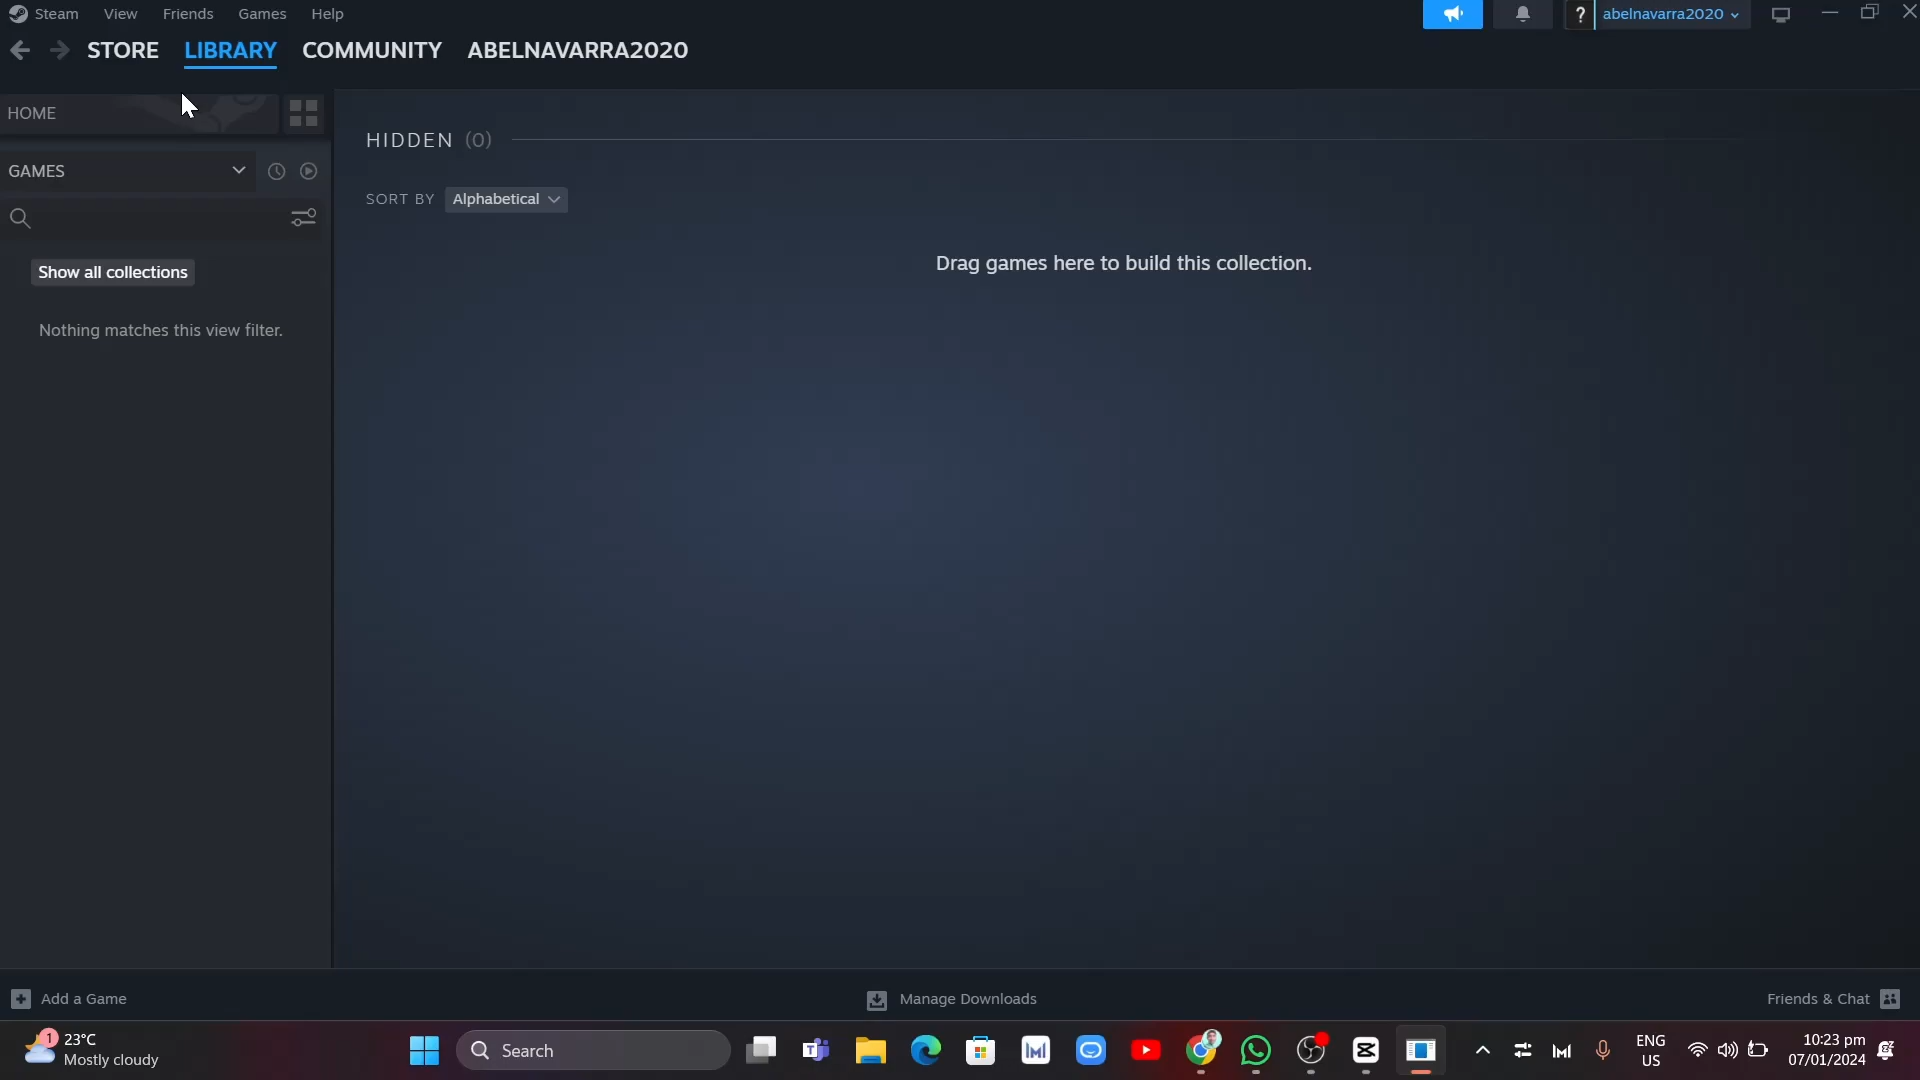 Steam View Friends Games Help
? abelnavarra2020
STORE LIBRARY COMMUNITY ABELNAVARRA2020
HOME
HIDDEN (0)
GAMES
SORT BY Alphabetical
Drag games here to build this collection.
Show all collections
Nothing matches this view filter.
Add a Game
Manage Downloads
Friends & Chat
1
23°C
Mostly cloudy
Search
ENG
US
10:23 pm
07/01/2024